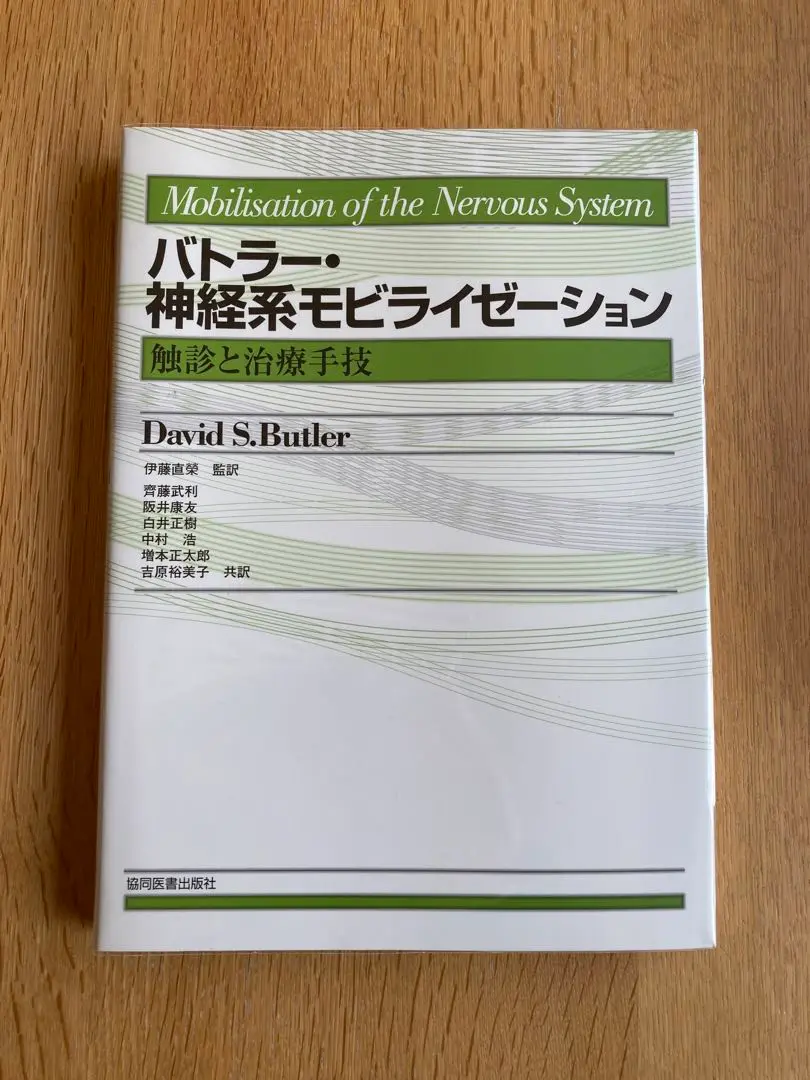 Mobilisation of the Nervous System
バトラー・
神経系モビライゼーション
触診と治療手技
David S. Butler
伊藤直榮 監訳
齊藤武利
阪井康友
白井正樹
中村 浩
増本正太郎
吉原裕美子 共訳
協同医書出版社